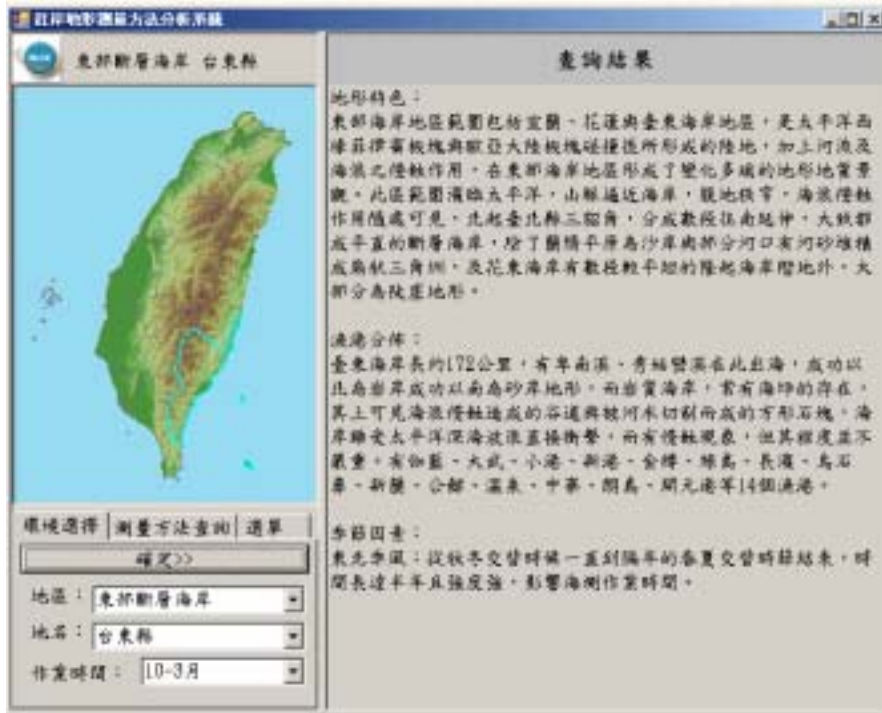 沿岸地形測量方法分析系統
東部斷層海岸 台東縣
查詢結果
地形特色：
東部海岸地區範圍包括宜蘭、花蓮與臺東海岸地區，是太平洋西
緣菲律賓板塊與歐亞大陸板塊碰撞後所形成的陸地，加上河流及
海浪之侵蝕作用，在東部海岸地區形成了變化多端的地形地質景
觀。此區範圍濱臨太平洋，山脈逼近海岸，腹地狹窄，海浪侵蝕
作用隨處可見，北起臺北縣三貂角，分成數段往南延伸，大致都
成平直的斷層海岸，除了蘭陽平原為沙岸與部分河口有河砂堆積
成扇狀三角洲，及花東海岸有數段較平坦的隆起海岸階地外，大
部分為陡崖地形。
漁港分佈：
臺東海岸長約172公里，有卑南溪、秀姑巒溪在此出海，成功以
北為岩岸成功以南為砂岸地形。而岩質海岸，常有海蝕的存在，
其上可見海浪侵蝕造成的谷道與被河水切割而成的方形石塊。海
岸雖受太平洋深海波浪直接衝擊，而有侵蝕現象，但其程度並不
嚴重。有伽藍、大武、小港、新港、金樽、綠島、長濱、烏石
鼻、新蘭、公館、溫泉、中寮、朗島、開元港等14個漁港。
季節因素：
東北季風：從秋冬交替時候一直到隔年的春夏交替時節結束，時
間長達半年且強度強，影響海測作業時間。
環境選擇 測量方法查詢 選單
確定>>
地區： 東部斷層海岸
地名： 台東縣
作業時間： 10-3月